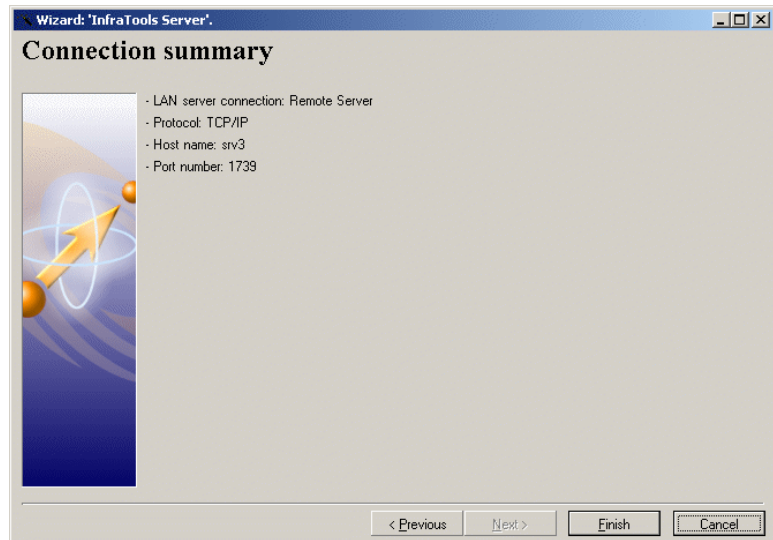 Wizard: 'InfraTools Server'.
Connection summary
- LAN server connection: Remote Server
- Protocol: TCP/IP
- Host name: srv3
- Port number: 1739
< Previous
Next >
Finish
Cancel